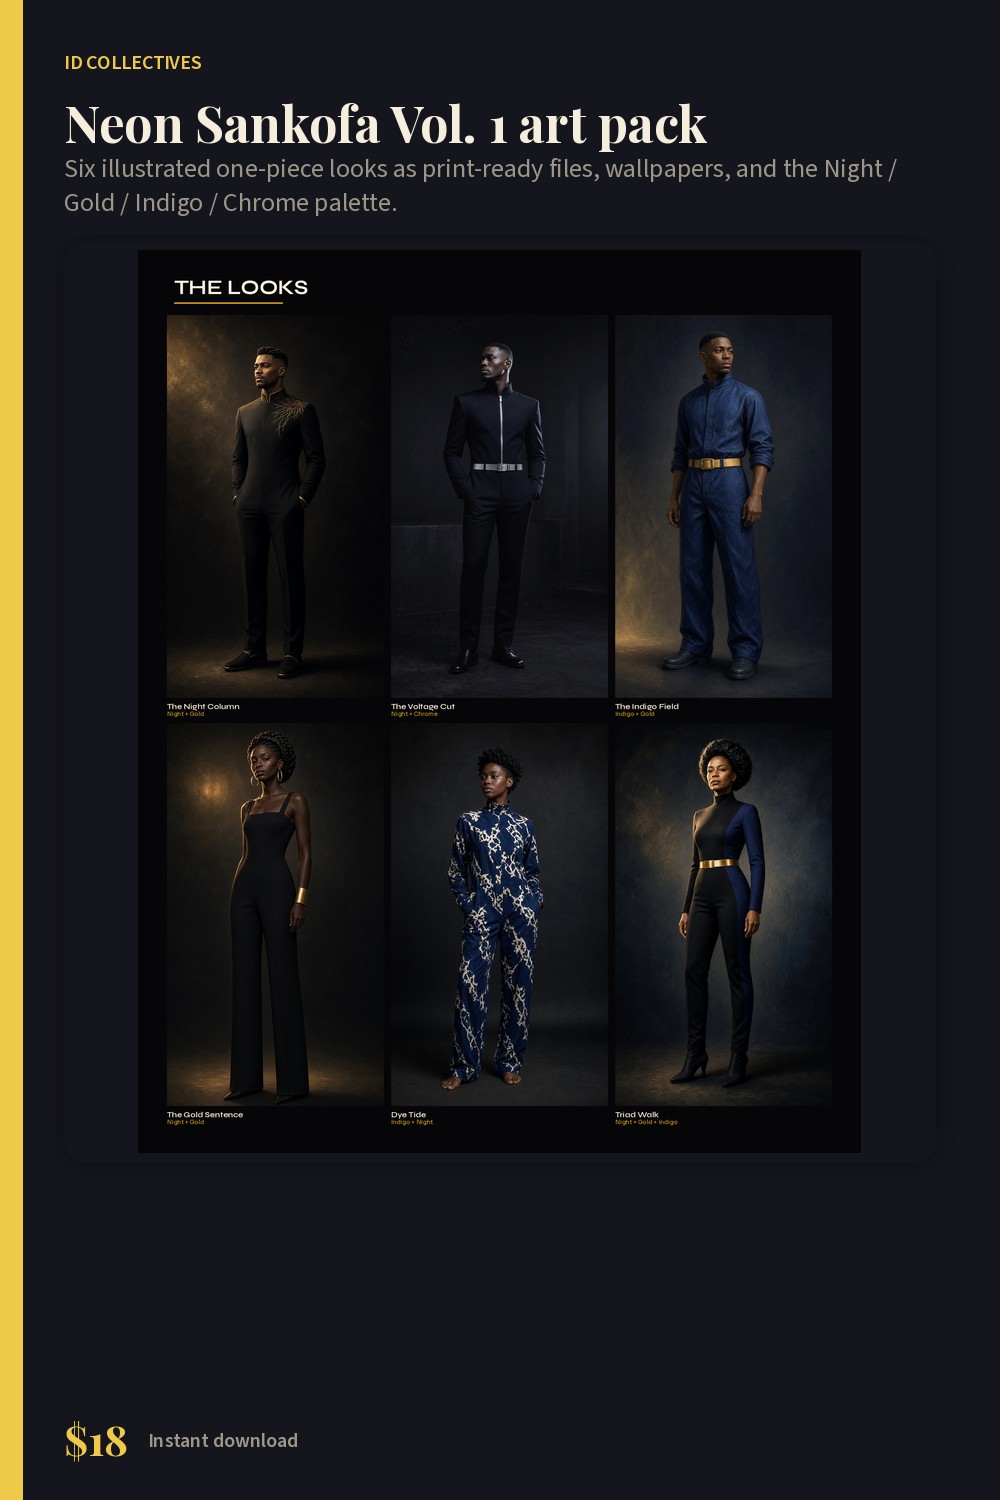 ID COLLECTIVES
Neon Sankofa Vol. 1 art pack
Six illustrated one-piece looks as print-ready files, wallpapers, and the Night /
Gold / Indigo / Chrome palette.
THE LOOKS
The Night Column
Night • Gold
The Voltage Cut
Night • Chrome
The Indigo Field
Indigo • Gold
The Gold Sentence
Night • Gold
Dye Tide
Indigo • Night
Triad Walk
Night • Gold • Indigo
$18 Instant download